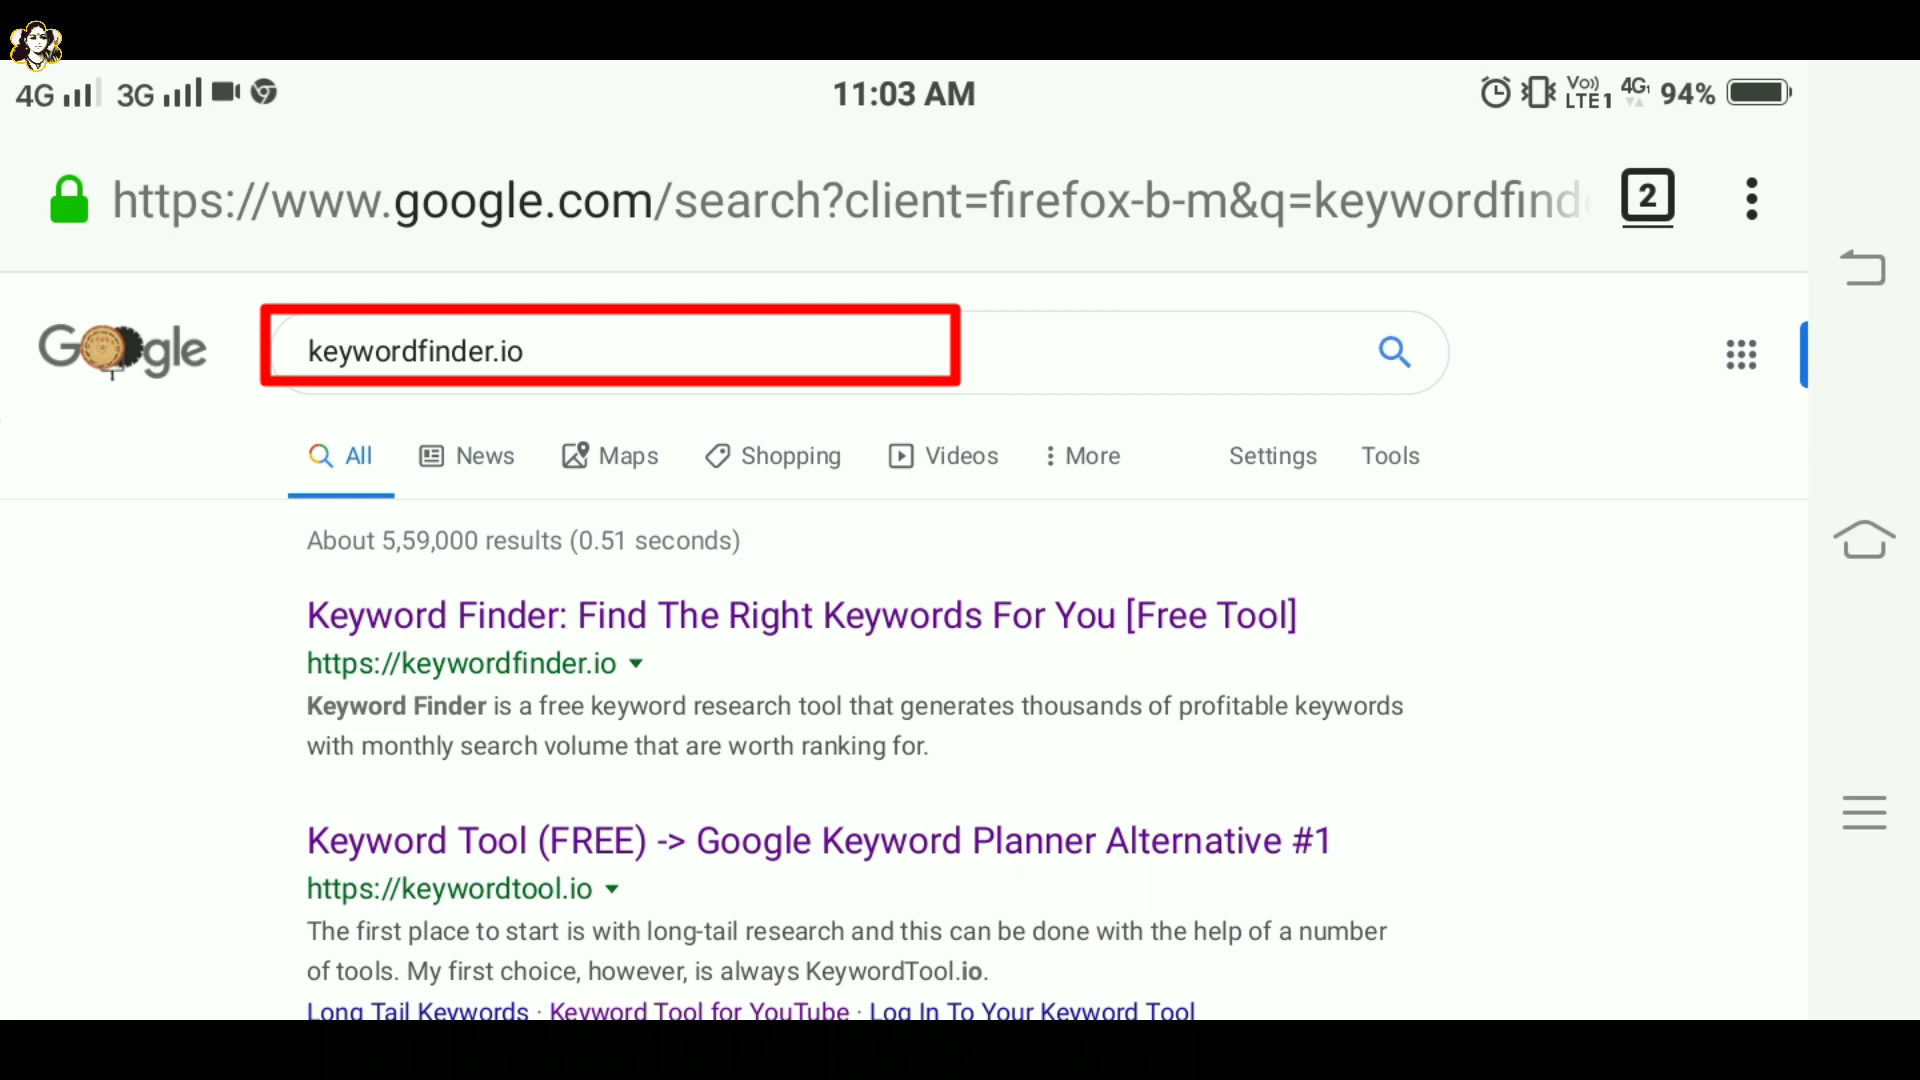 4G 3G 11:03 AM Vo)) LTE1 4G1 94%
https://www.google.com/search?client=firefox-b-m&q=keywordfind 2
Google keywordfinder.io
All News Maps Shopping Videos More Settings Tools
About 5,59,000 results (0.51 seconds)
Keyword Finder: Find The Right Keywords For You [Free Tool]
https://keywordfinder.io
Keyword Finder is a free keyword research tool that generates thousands of profitable keywords
with monthly search volume that are worth ranking for.
Keyword Tool (FREE) -> Google Keyword Planner Alternative #1
https://keywordtool.io
The first place to start is with long-tail research and this can be done with the help of a number
of tools. My first choice, however, is always KeywordTool.io.
Long Tail Keywords · Keyword Tool for YouTube · Log In To Your Keyword Tool